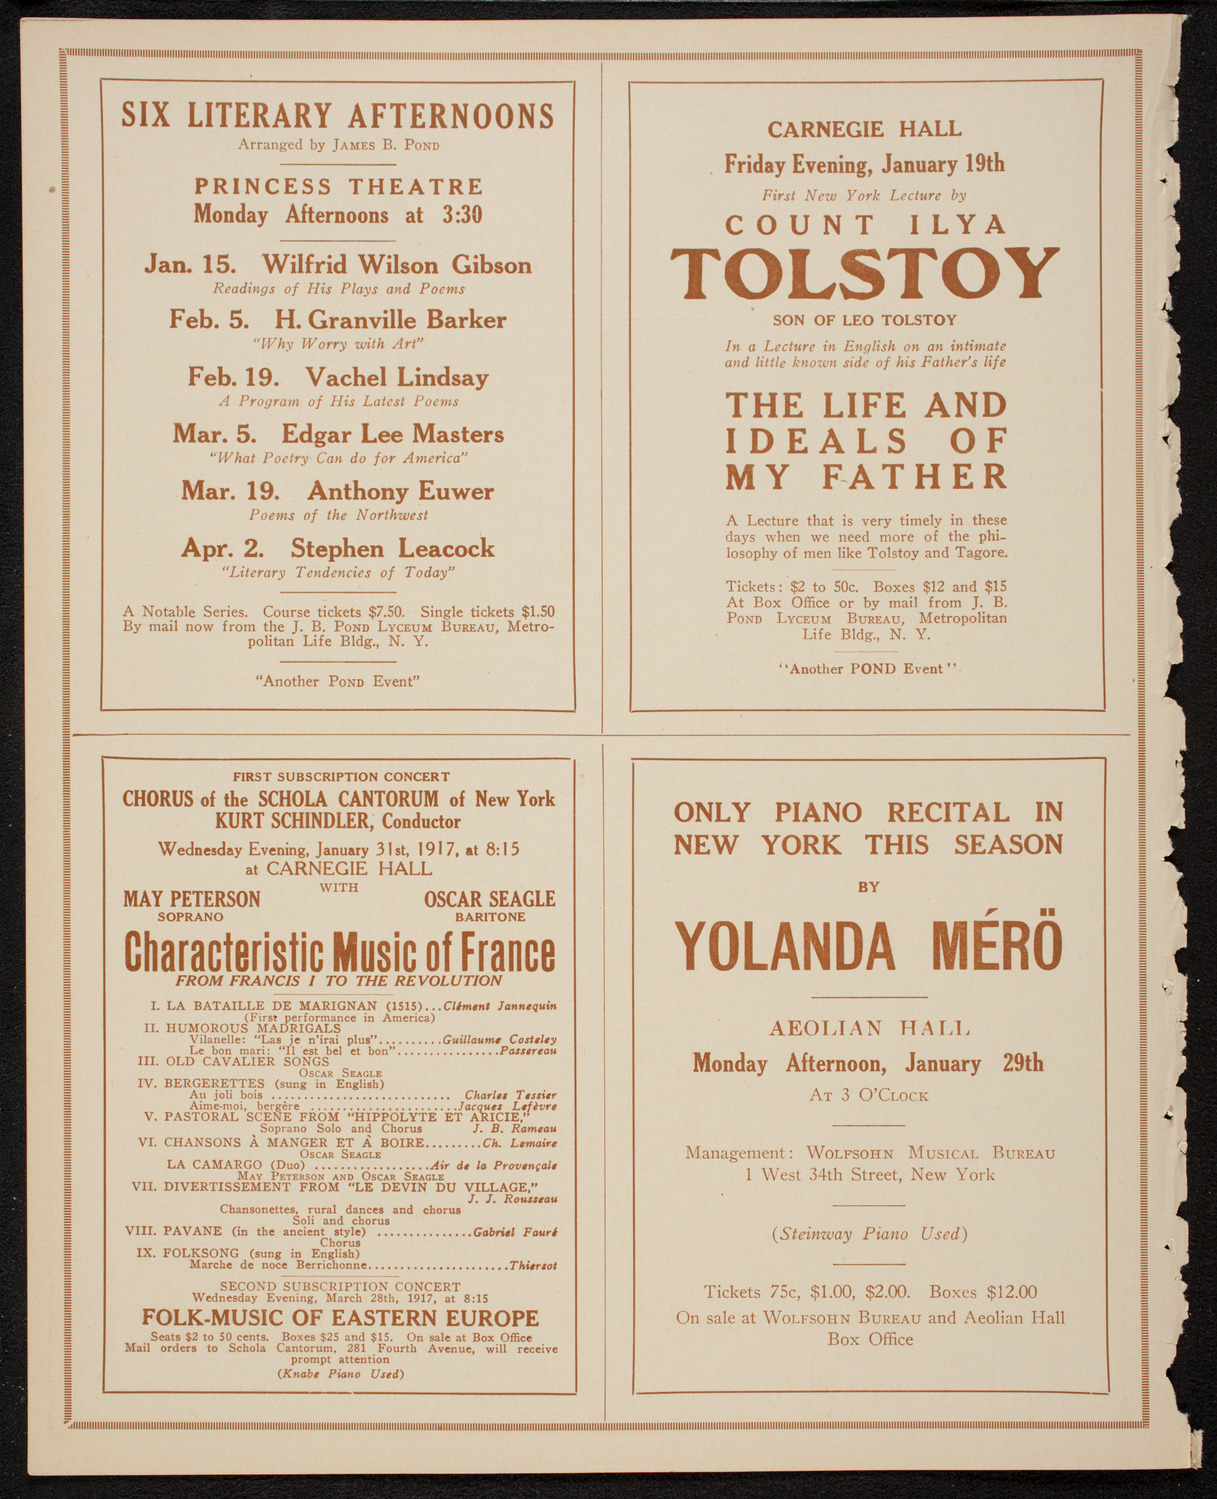 SIX LITERARY AFTERNOONS
Arranged by JAMES B. POND
PRINCESS THEATRE
Monday Afternoons at 3:30
Jan. 15. Wilfrid Wilson Gibson
Readings of His Plays and Poems
Feb. 5. H. Granville Barker
"Why Worry with Art"
Feb. 19. Vachel Lindsay
A Program of His Latest Poems
Mar. 5. Edgar Lee Masters
"What Poetry Can do for America"
Mar. 19. Anthony Euwer
Poems of the Northwest
Apr. 2. Stephen Leacock
"Literary Tendencies of Today"
A Notable Series. Course tickets $7.50. Single tickets $1.50
By mail now from the J. B. POND LYCEUM BUREAU, Metro-
politan Life Bldg., N. Y.
"Another POND Event"
CARNEGIE HALL
Friday Evening, January 19th
First New York Lecture by
COUNT ILYA
TOLSTOY
SON OF LEO TOLSTOY
In a Lecture in English on an intimate
and little known side of his Father's life
THE LIFE AND
IDEALS OF
MY FATHER
A Lecture that is very timely in these
days when we need more of the phi-
losophy of men like Tolstoy and Tagore.
Tickets: $2 to 50c. Boxes $12 and $15
At Box Office or by mail from J. B.
POND LYCEUM BUREAU, Metropolitan
Life Bldg., N. Y.
"Another POND Event"
FIRST SUBSCRIPTION CONCERT
CHORUS of the SCHOLA CANTORUM of New York
KURT SCHINDLER, Conductor
Wednesday Evening, January 31st, 1917, at 8:15
at CARNEGIE HALL
WITH
MAY PETERSON OSCAR SEAGLE
SOPRANO BARITONE
Characteristic Music of France
FROM FRANCIS I TO THE REVOLUTION
I. LA BATAILLE DE MARIGNAN (1515)...Clément Jannequin
(First performance in America)
II. HUMOROUS MADRIGALS
Vilanelle: "Las je n'irai plus"..........Guillaume Costeley
Le bon mari: "Il est bel et bon"................Passereau
III. OLD CAVALIER SONGS
OSCAR SEAGLE
IV. BERGERETTES (sung in English)
Au joli bois ............................ Charles Tessier
Aime-moi, bergère .......................Jacques Lefèvre
V. PASTORAL SCENE FROM "HIPPOLYTE ET ARICIE,"
Soprano Solo and Chorus J. B. Rameau
VI. CHANSONS À MANGER ET À BOIRE.........Ch. Lemaire
OSCAR SEAGLE
LA CAMARGO (Duo) ..................Air de la Provençale
MAY PETERSON AND OSCAR SEAGLE
VII. DIVERTISSEMENT FROM "LE DEVIN DU VILLAGE,"
J. J. Rousseau
Chansonettes, rural dances and chorus
Soli and chorus
VIII. PAVANE (in the ancient style) ...............Gabriel Fauré
Chorus
IX. FOLKSONG (sung in English)
Marche de noce Berrichonne......................Thiersot
SECOND SUBSCRIPTION CONCERT
Wednesday Evening, March 28th, 1917, at 8:15
FOLK-MUSIC OF EASTERN EUROPE
Seats $2 to 50 cents. Boxes $25 and $15. On sale at Box Office
Mail orders to Schola Cantorum, 281 Fourth Avenue, will receive
prompt attention
(Knabe Piano Used)
ONLY PIANO RECITAL IN
NEW YORK THIS SEASON
BY
YOLANDA MÉRÖ
AEOLIAN HALL
Monday Afternoon, January 29th
AT 3 O'CLOCK
Management: WOLFSOHN MUSICAL BUREAU
1 West 34th Street, New York
(Steinway Piano Used)
Tickets 75c, $1.00, $2.00. Boxes $12.00
On sale at WOLFSOHN BUREAU and Aeolian Hall
Box Office